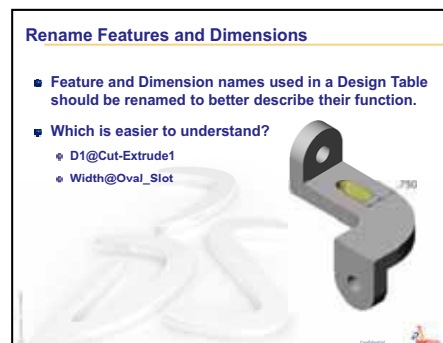 Rename Features and Dimensions
Feature and Dimension names used in a Design Table
should be renamed to better describe their function.
Which is easier to understand?
D1@Cut-Extrude1
Width@Oval_Slot
.750
Confidential